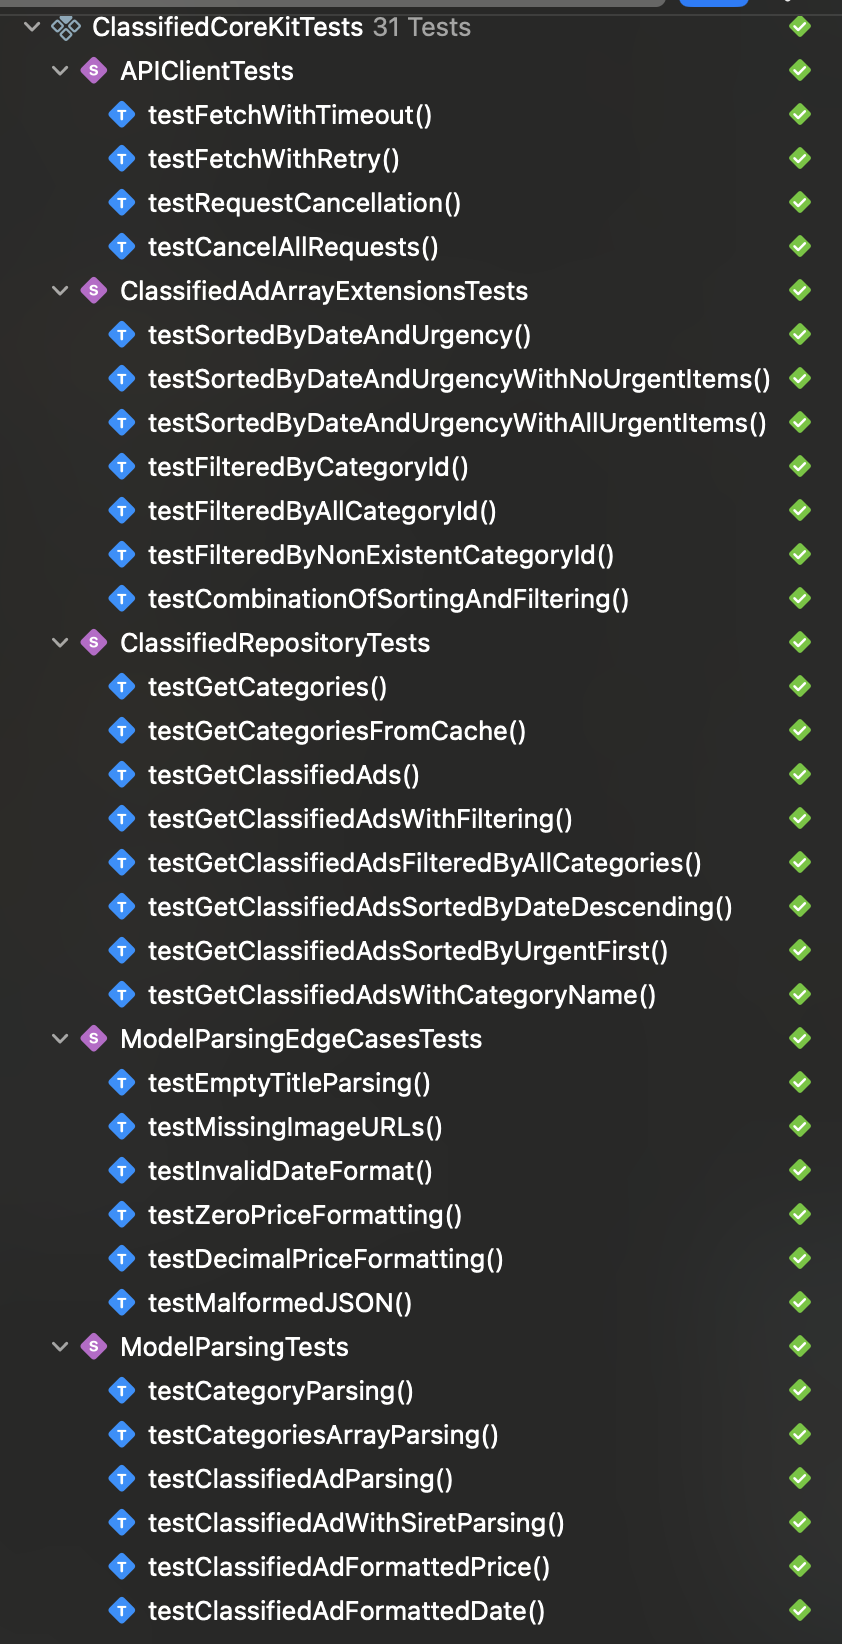 ClassifiedCoreKitTests 31 Tests
S APIClientTests
T testFetchWithTimeout()
T testFetchWithRetry()
T testRequestCancellation()
T testCancelAllRequests()
S ClassifiedAdArrayExtensionsTests
T testSortedByDateAndUrgency()
T testSortedByDateAndUrgencyWithNoUrgentItems()
T testSortedByDateAndUrgencyWithAllUrgentItems()
T testFilteredByCategoryId()
T testFilteredByAllCategoryId()
T testFilteredByNonExistentCategoryId()
T testCombinationOfSortingAndFiltering()
S ClassifiedRepositoryTests
T testGetCategories()
T testGetCategoriesFromCache()
T testGetClassifiedAds()
T testGetClassifiedAdsWithFiltering()
T testGetClassifiedAdsFilteredByAllCategories()
T testGetClassifiedAdsSortedByDateDescending()
T testGetClassifiedAdsSortedByUrgentFirst()
T testGetClassifiedAdsWithCategoryName()
S ModelParsingEdgeCasesTests
T testEmptyTitleParsing()
T testMissingImageURLs()
T testInvalidDateFormat()
T testZeroPriceFormatting()
T testDecimalPriceFormatting()
T testMalformedJSON()
S ModelParsingTests
T testCategoryParsing()
T testCategoriesArrayParsing()
T testClassifiedAdParsing()
T testClassifiedAdWithSiretParsing()
T testClassifiedAdFormattedPrice()
T testClassifiedAdFormattedDate()